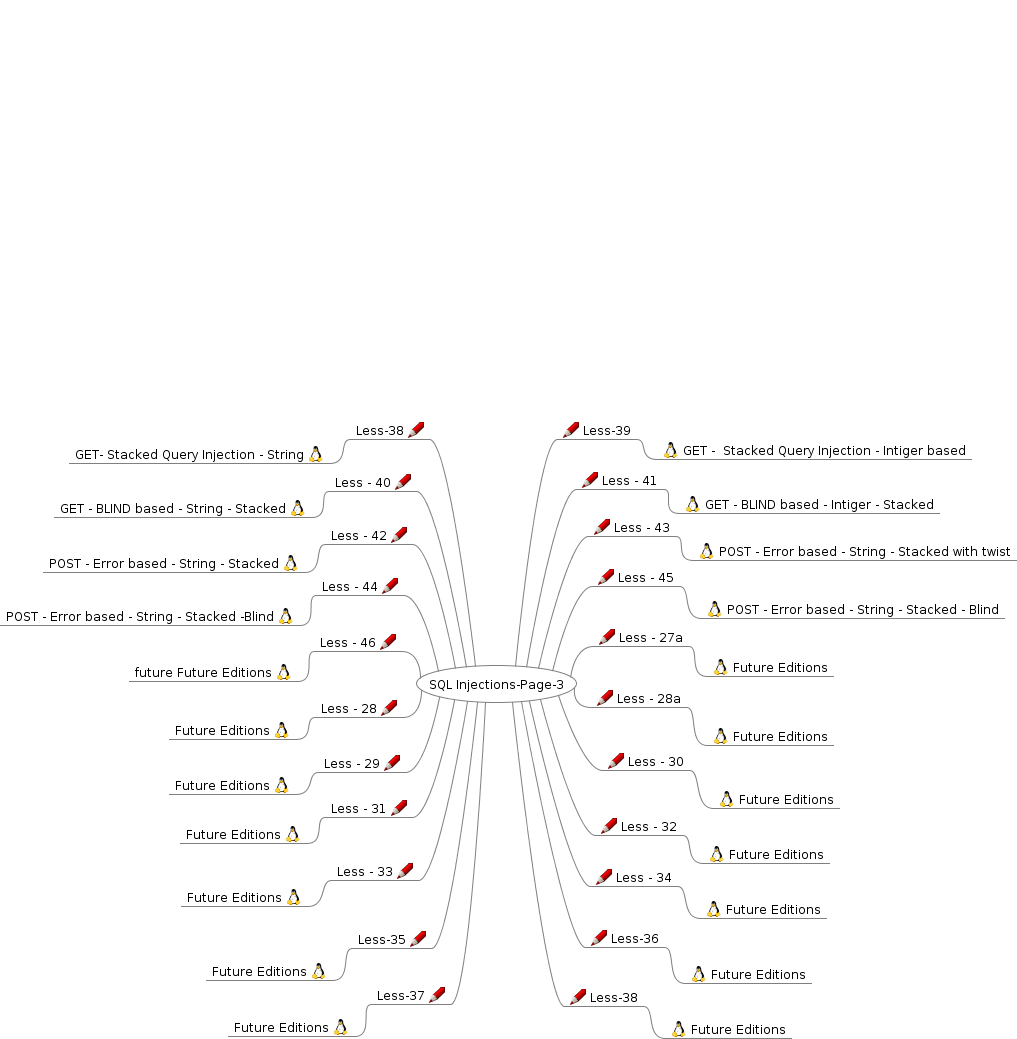 Less-38
GET- Stacked Query Injection - String
Less - 40
GET - BLIND based - String - Stacked
Less - 42
POST - Error based - String - Stacked
Less - 44
POST - Error based - String - Stacked -Blind
Less - 46
future Future Editions
Less - 28
Future Editions
Less - 29
Future Editions
Less - 31
Future Editions
Less - 33
Future Editions
Less-35
Future Editions
Less-37
Future Editions
SQL Injections-Page-3
Less-39
GET -  Stacked Query Injection - Intiger based
Less - 41
GET - BLIND based - Intiger - Stacked
Less - 43
POST - Error based - String - Stacked with twist
Less - 45
POST - Error based - String - Stacked - Blind
Less - 27a
Future Editions
Less - 28a
Future Editions
Less - 30
Future Editions
Less - 32
Future Editions
Less - 34
Future Editions
Less-36
Future Editions
Less-38
Future Editions